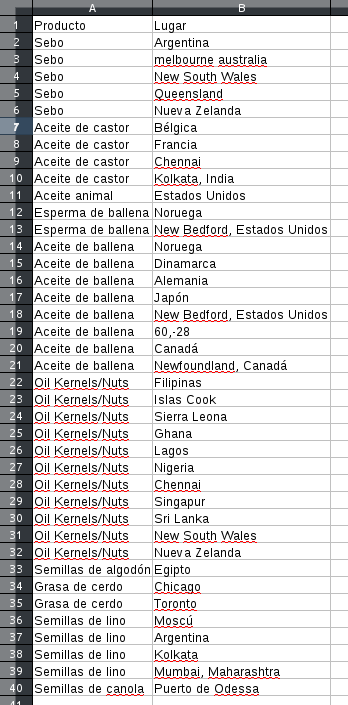 A B
1 Producto Lugar
2 Sebo Argentina
3 Sebo melbourne australia
4 Sebo New South Wales
5 Sebo Queensland
6 Sebo Nueva Zelanda
7 Aceite de castor Bélgica
8 Aceite de castor Francia
9 Aceite de castor Chennai
10 Aceite de castor Kolkata, India
11 Aceite animal Estados Unidos
12 Esperma de ballena Noruega
13 Esperma de ballena New Bedford, Estados Unidos
14 Aceite de ballena Noruega
15 Aceite de ballena Dinamarca
16 Aceite de ballena Alemania
17 Aceite de ballena Japón
18 Aceite de ballena New Bedford, Estados Unidos
19 Aceite de ballena 60,-28
20 Aceite de ballena Canadá
21 Aceite de ballena Newfoundland, Canadá
22 Oil Kernels/Nuts Filipinas
23 Oil Kernels/Nuts Islas Cook
24 Oil Kernels/Nuts Sierra Leona
25 Oil Kernels/Nuts Ghana
26 Oil Kernels/Nuts Lagos
27 Oil Kernels/Nuts Nigeria
28 Oil Kernels/Nuts Chennai
29 Oil Kernels/Nuts Singapur
30 Oil Kernels/Nuts Sri Lanka
31 Oil Kernels/Nuts New South Wales
32 Oil Kernels/Nuts Nueva Zelanda
33 Semillas de algodón Egipto
34 Grasa de cerdo Chicago
35 Grasa de cerdo Toronto
36 Semillas de lino Moscú
37 Semillas de lino Argentina
38 Semillas de lino Kolkata
39 Semillas de lino Mumbai, Maharashtra
40 Semillas de canola Puerto de Odessa